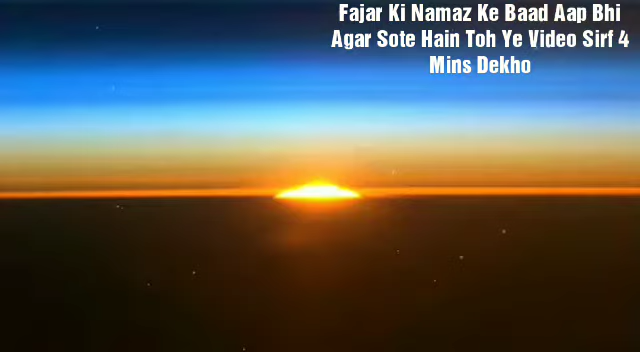 Fajar Ki Namaz Ke Baad Aap Bhi
Agar Sote Hain Toh Ye Video Sirf 4
Mins Dekho